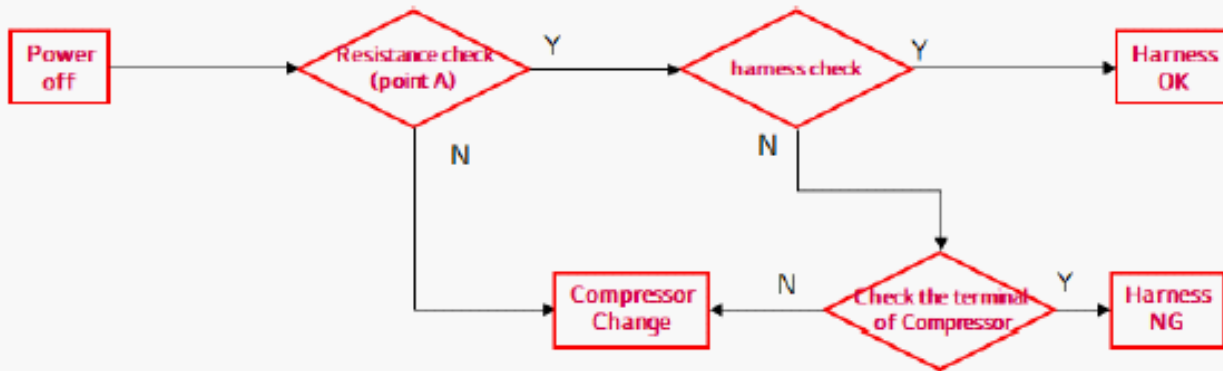 Power
off
Resistance check
(point A)
Y
harness check
Y
Harness
OK
N
N
Compressor
Change
N
Check the terminal
of Compressor
Y
Harness
NG